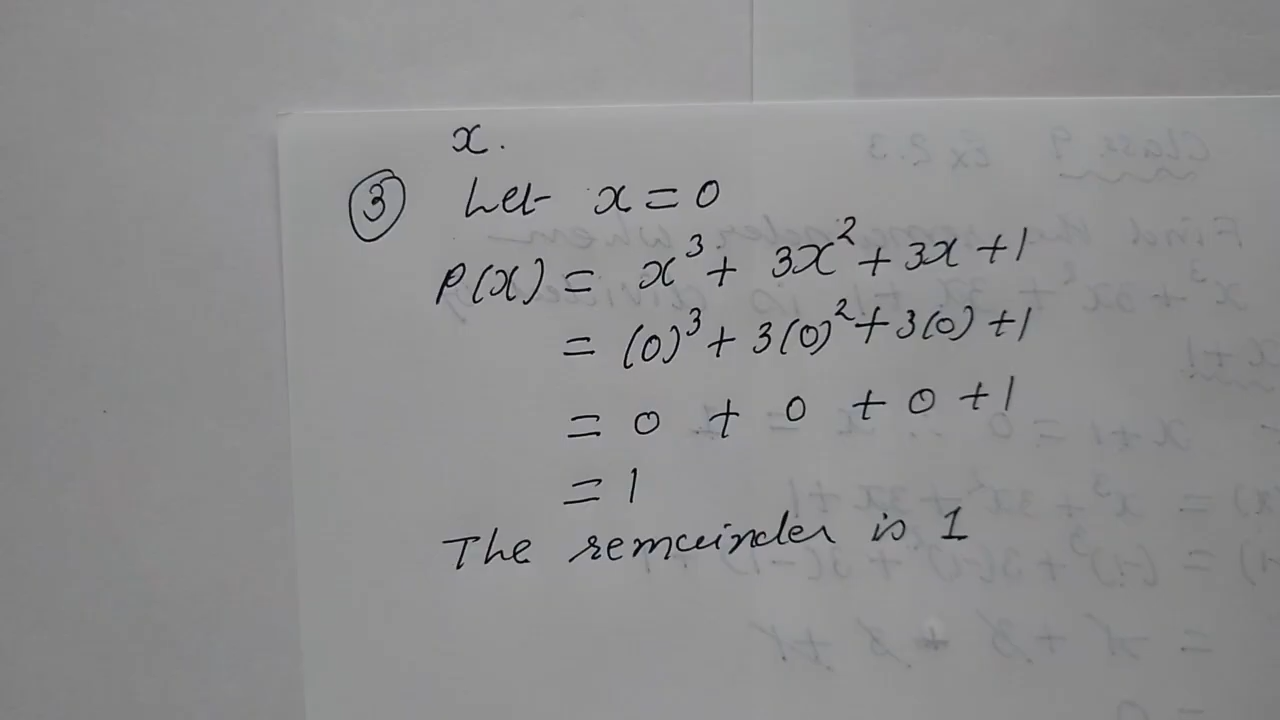 x.
③ Let x = 0
P(x) = x³ + 3x² + 3x + 1
= (0)³ + 3(0)² + 3(0) + 1
= 0 + 0 + 0 + 1
= 1
The remainder is 1